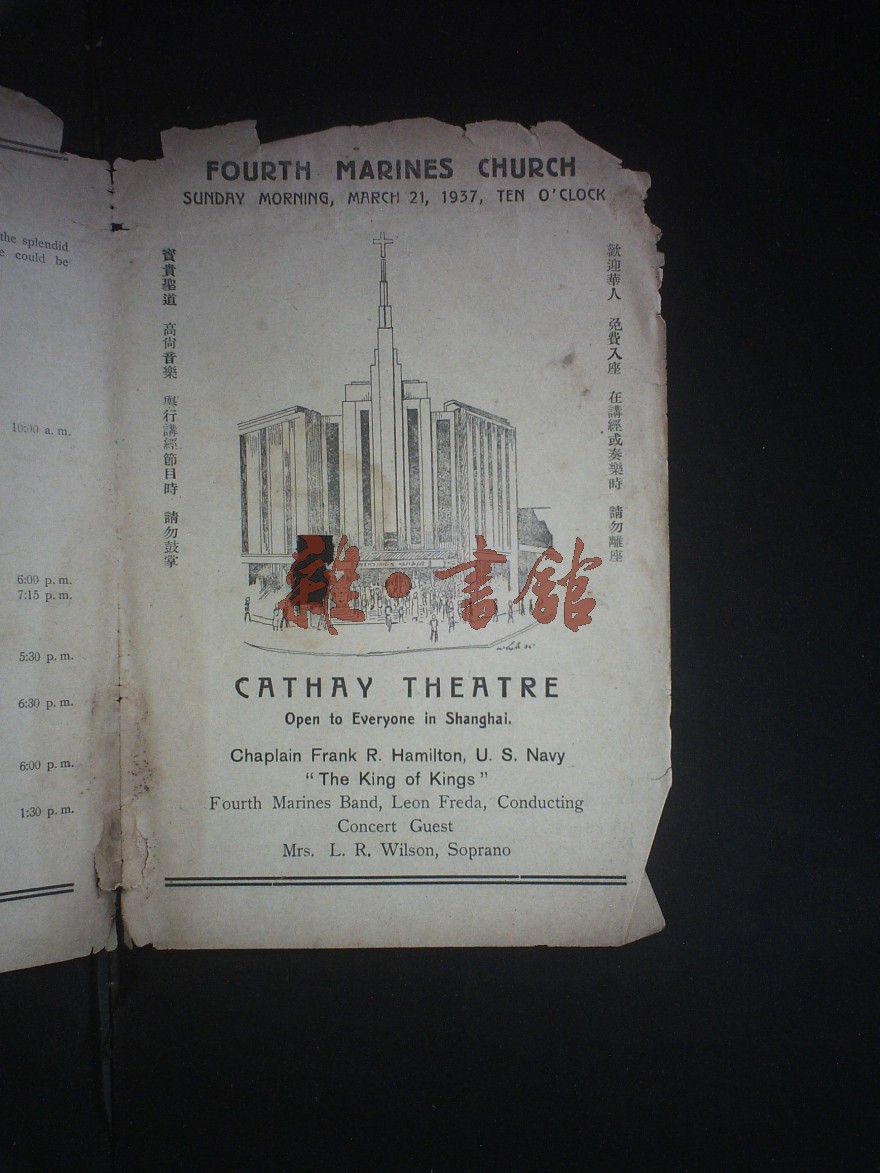 the splendid
e could be
10:00 a. m.
6:00 p. m.
7:15 p. m.
5:30 p. m.
6:30 p. m.
6:00 p. m.
1:30 p. m.
FOURTH MARINES CHURCH
SUNDAY MORNING, MARCH 21, 1937, TEN O'CLOCK
歡迎華人 免費入座 在講經或奏樂時 請勿離座
寶貴聖道 高尙音樂 舉行講經節目時 請勿鼓掌
雜·書館
CATHAY THEATRE
Open to Everyone in Shanghai.
Chaplain Frank R. Hamilton, U. S. Navy
"The King of Kings"
Fourth Marines Band, Leon Freda, Conducting
Concert Guest
Mrs. L. R. Wilson, Soprano